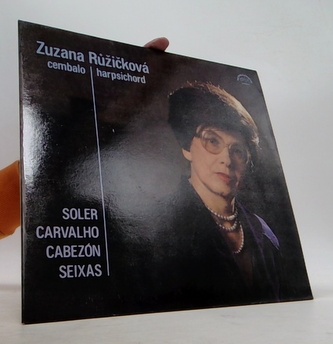 Zuzana Růžičková
cembalo harpsichord
SOLER
CARVALHO
CABEZÓN
SEIXAS